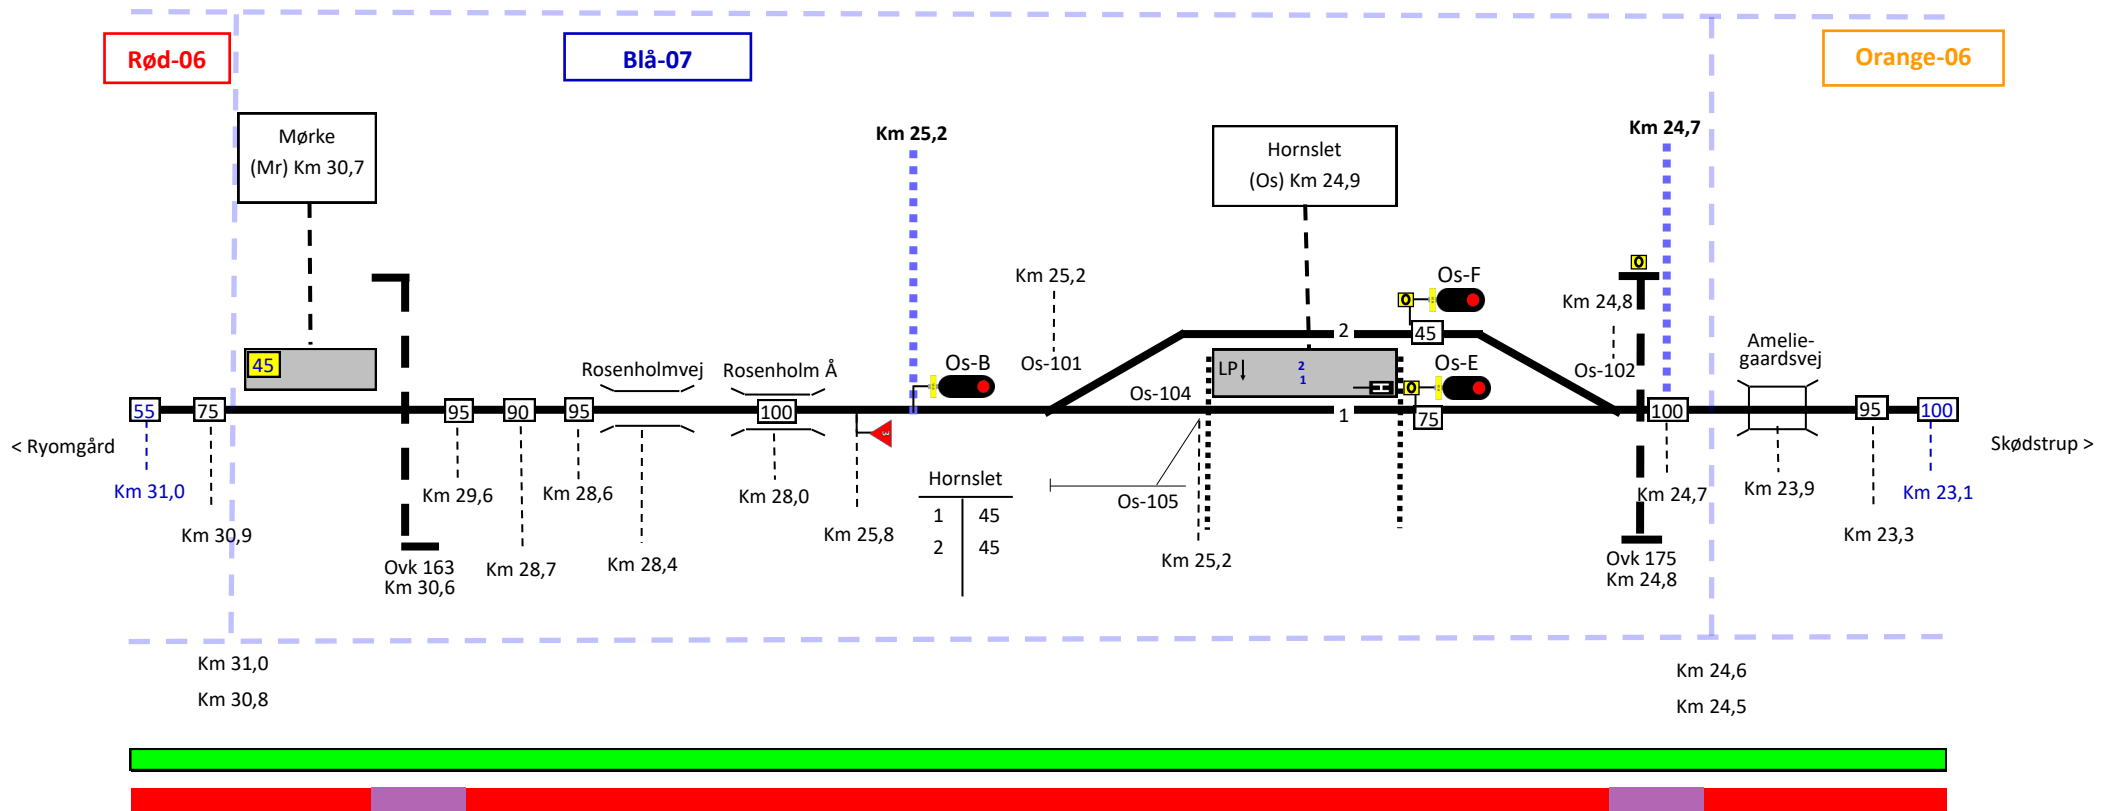 Rød-06
Blå-07
Orange-06
Mørke
(Mr) Km 30,7
Km 25,2
Hornslet
(Os) Km 24,9
Km 24,7
Km 25,2
Os-F
Km 24,8
0
0
45
2
45
Rosenholmvej
Rosenholm Å
Os-B
Os-101
LP
2
1
Os-E
0
Os-102
Amelie-
gaardsvej
Os-104
55
75
95
90
95
100
1
75
100
95
100
3
< Ryomgård
Skødstrup >
Km 31,0
Km 30,9
Km 29,6
Km 28,7
Km 28,6
Km 28,4
Km 28,0
Km 25,8
Hornslet
1 45
2 45
Os-105
Km 25,2
Km 24,7
Km 23,9
Km 23,3
Km 23,1
Ovk 163
Km 30,6
Ovk 175
Km 24,8
Km 31,0
Km 30,8
Km 24,6
Km 24,5